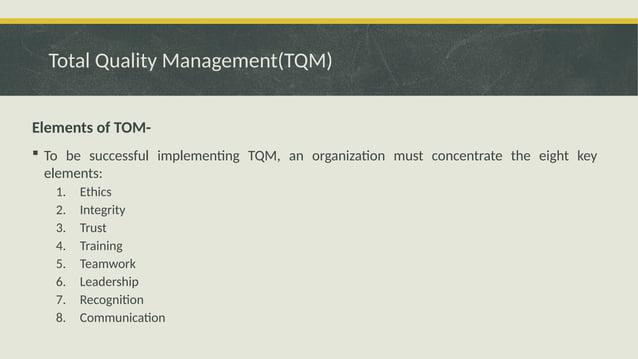 Total Quality Management(TQM)
Elements of TOM-
▪ To be successful implementing TQM, an organization must concentrate the eight key
elements:
1. Ethics
2. Integrity
3. Trust
4. Training
5. Teamwork
6. Leadership
7. Recognition
8. Communication